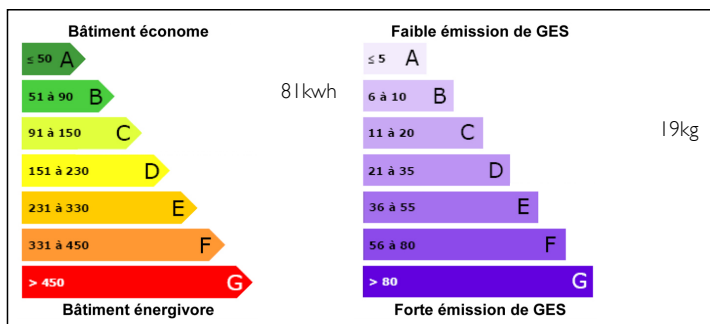 Bâtiment économe
≤ 50 A
51 à 90 B
81kwh
91 à 150 C
151 à 230 D
231 à 330 E
331 à 450 F
> 450 G
Bâtiment énergivore
Faible émission de GES
≤ 5 A
6 à 10 B
11 à 20 C
19kg
21 à 35 D
36 à 55 E
56 à 80 F
> 80 G
Forte émission de GES